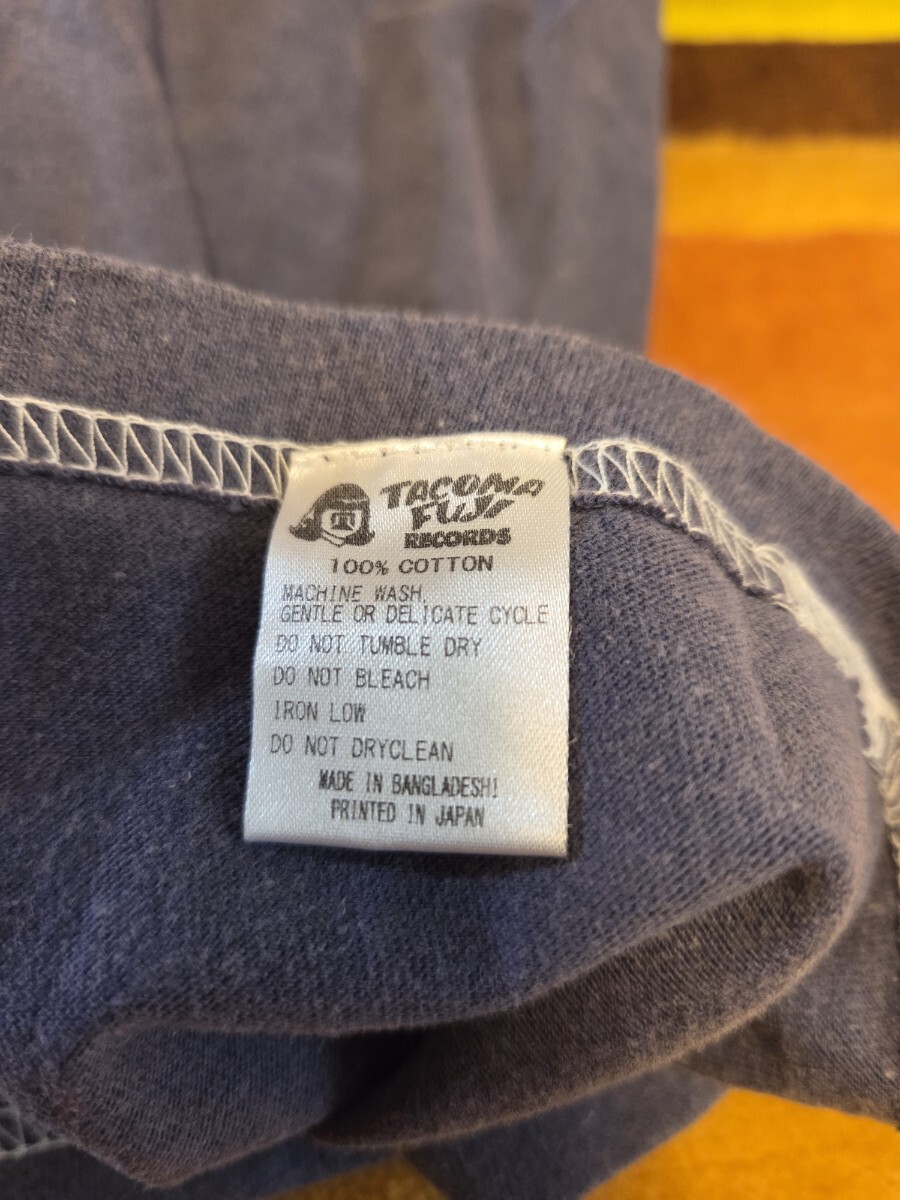 TACOMA
FUJI
RECORDS
100% COTTON
MACHINE WASH,
GENTLE OR DELICATE CYCLE
DO NOT TUMBLE DRY
DO NOT BLEACH
IRON LOW
DO NOT DRYCLEAN
MADE IN BANGLADESH!
PRINTED IN JAPAN